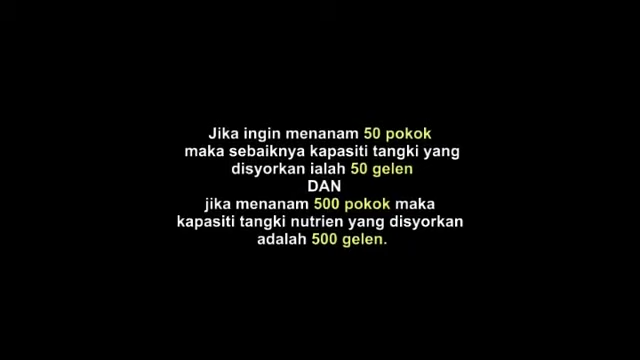 Jika ingin menanam 50 pokok
maka sebaiknya kapasiti tangki yang
disyorkan ialah 50 gelen
DAN
jika menanam 500 pokok maka
kapasiti tangki nutrien yang disyorkan
adalah 500 gelen.